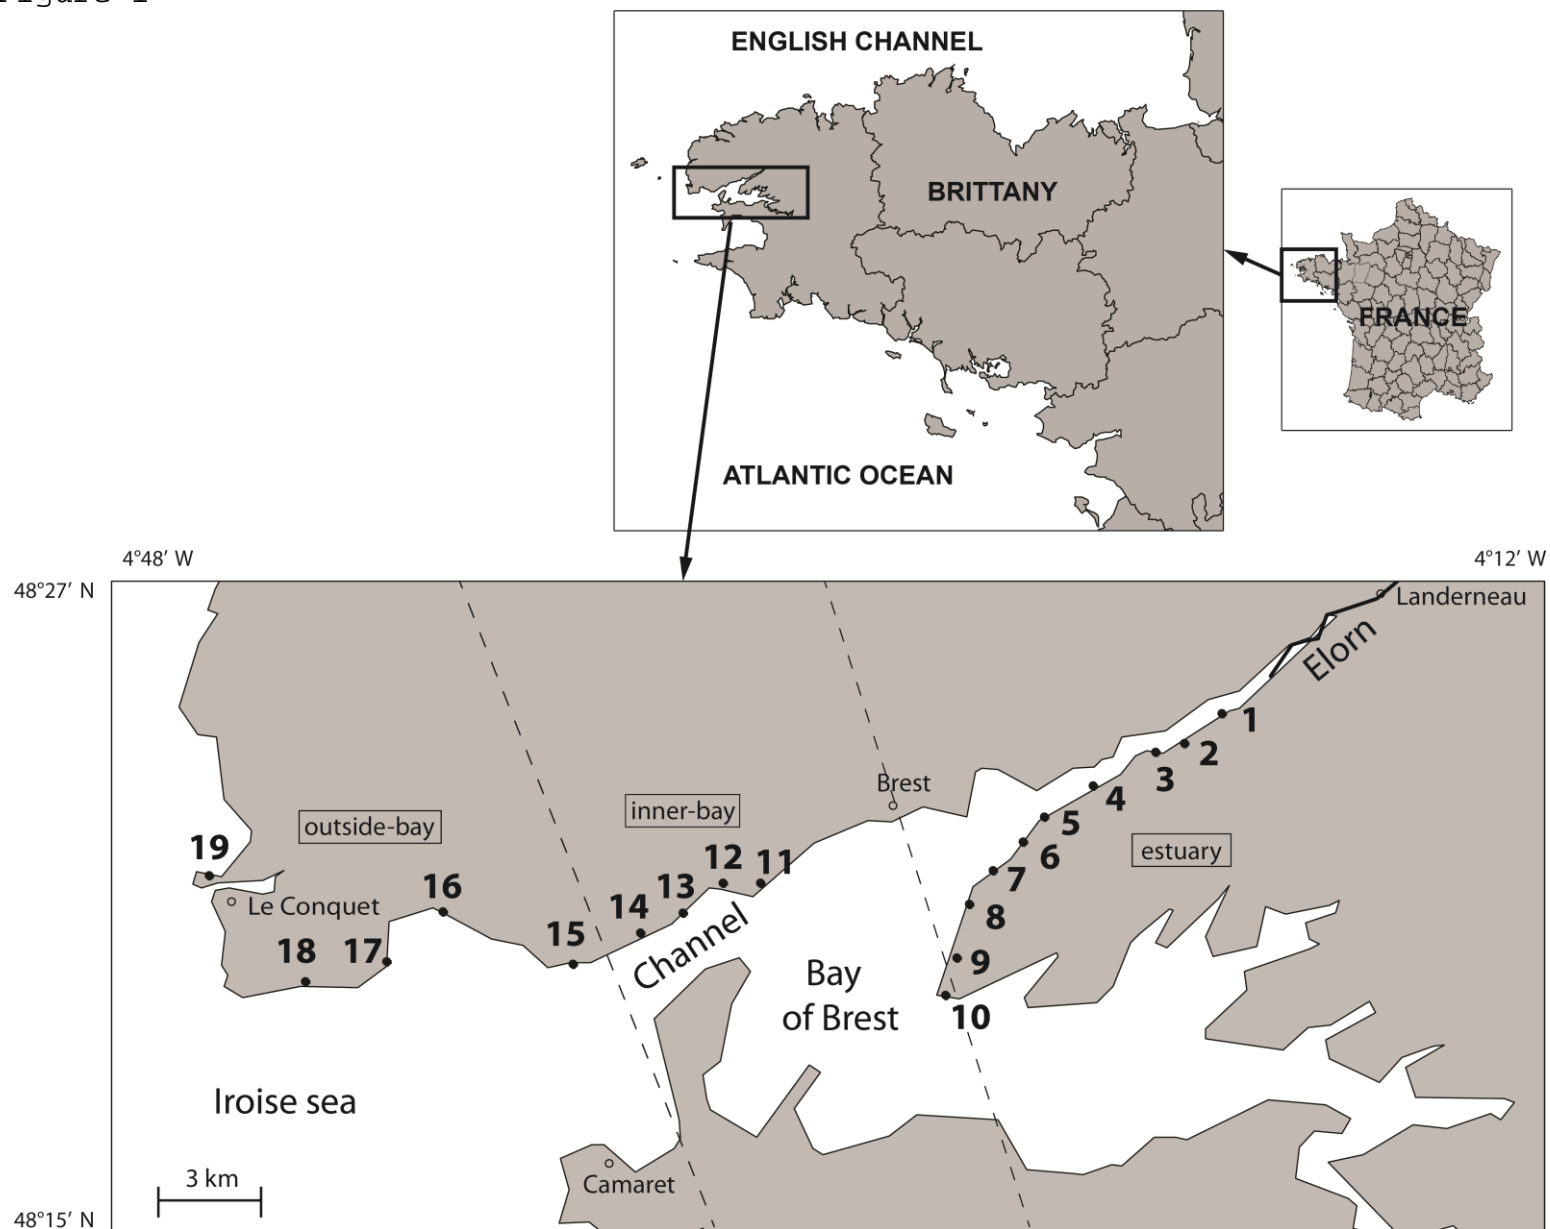 Figure 1
ENGLISH CHANNEL
BRITTANY
FRANCE
ATLANTIC OCEAN
4°48′ W
4°12′ W
48°27′ N
Landerneau
Elorn
1
2
3
Brest
4
inner-bay
outside-bay
5
estuary
19
6
12
11
7
16
13
Le Conquet
14
8
15
Channel
18
17
9
Bay
of Brest
10
Iroise sea
3 km
Camaret
48°15′ N